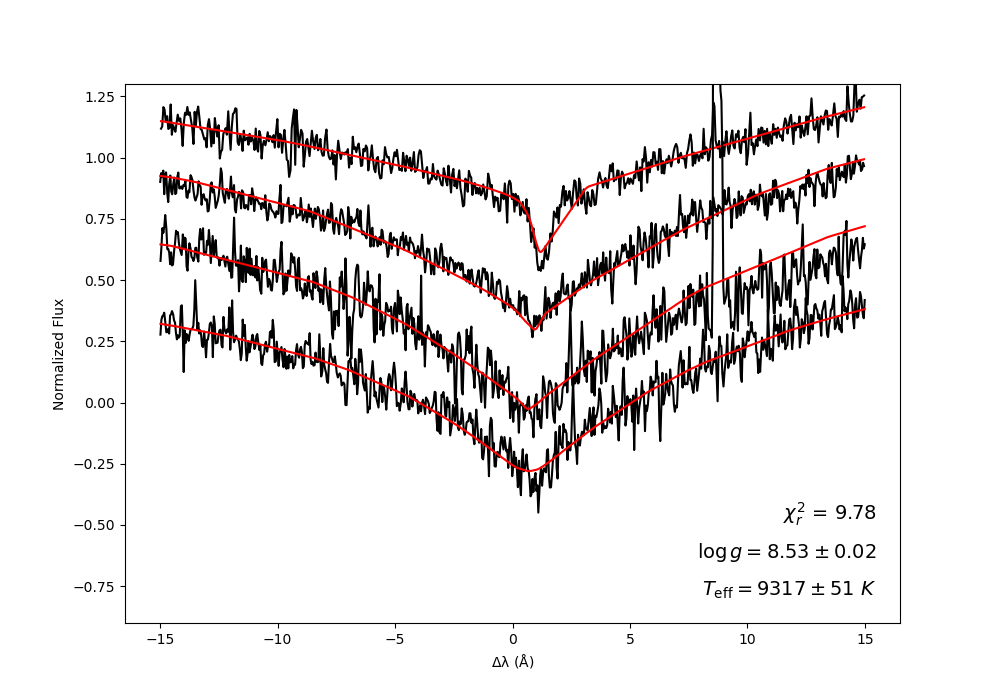 1.25
1.00
0.75
0.50
0.25
0.00
−0.25
−0.50
−0.75
Normalized Flux
χ²ᵣ = 9.78
log g = 8.53 ± 0.02
T_eff = 9317 ± 51 K
−15 −10 −5 0 5 10 15
Δλ (Å)